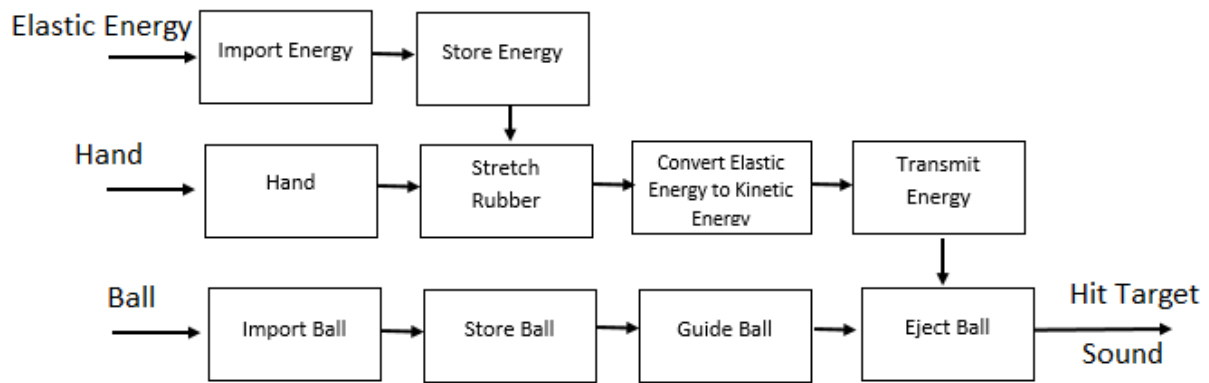 Elastic Energy
Import Energy
Store Energy
Hand
Hand
Stretch
Rubber
Convert Elastic
Energy to Kinetic
Energy
Transmit
Energy
Ball
Import Ball
Store Ball
Guide Ball
Eject Ball
Hit Target
Sound